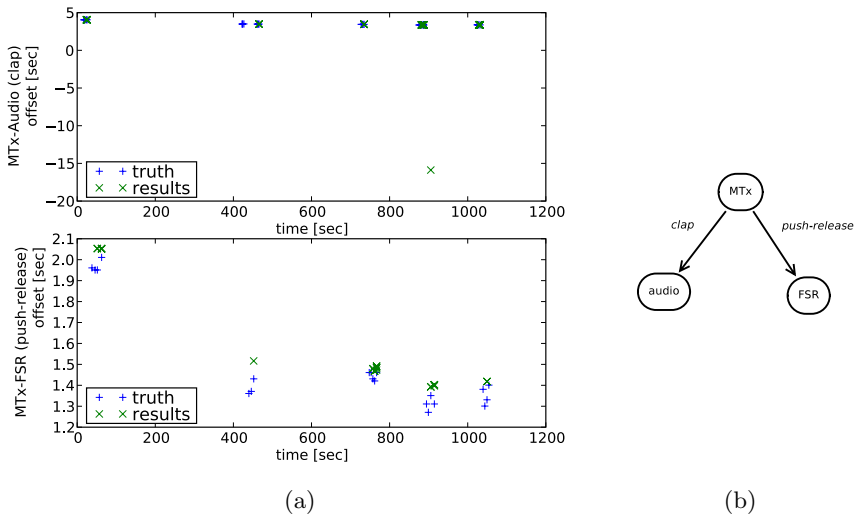 5
0
−5
−10
−15
−20
MTx-Audio (clap)
offset [sec]
truth
results
0 200 400 600 800 1000 1200
time [sec]
2.1
2.0
1.9
1.8
1.7
1.6
1.5
1.4
1.3
1.2
MTx-FSR (push-release)
offset [sec]
truth
results
0 200 400 600 800 1000 1200
time [sec]
(a)
MTx
clap
push-release
audio
FSR
(b)